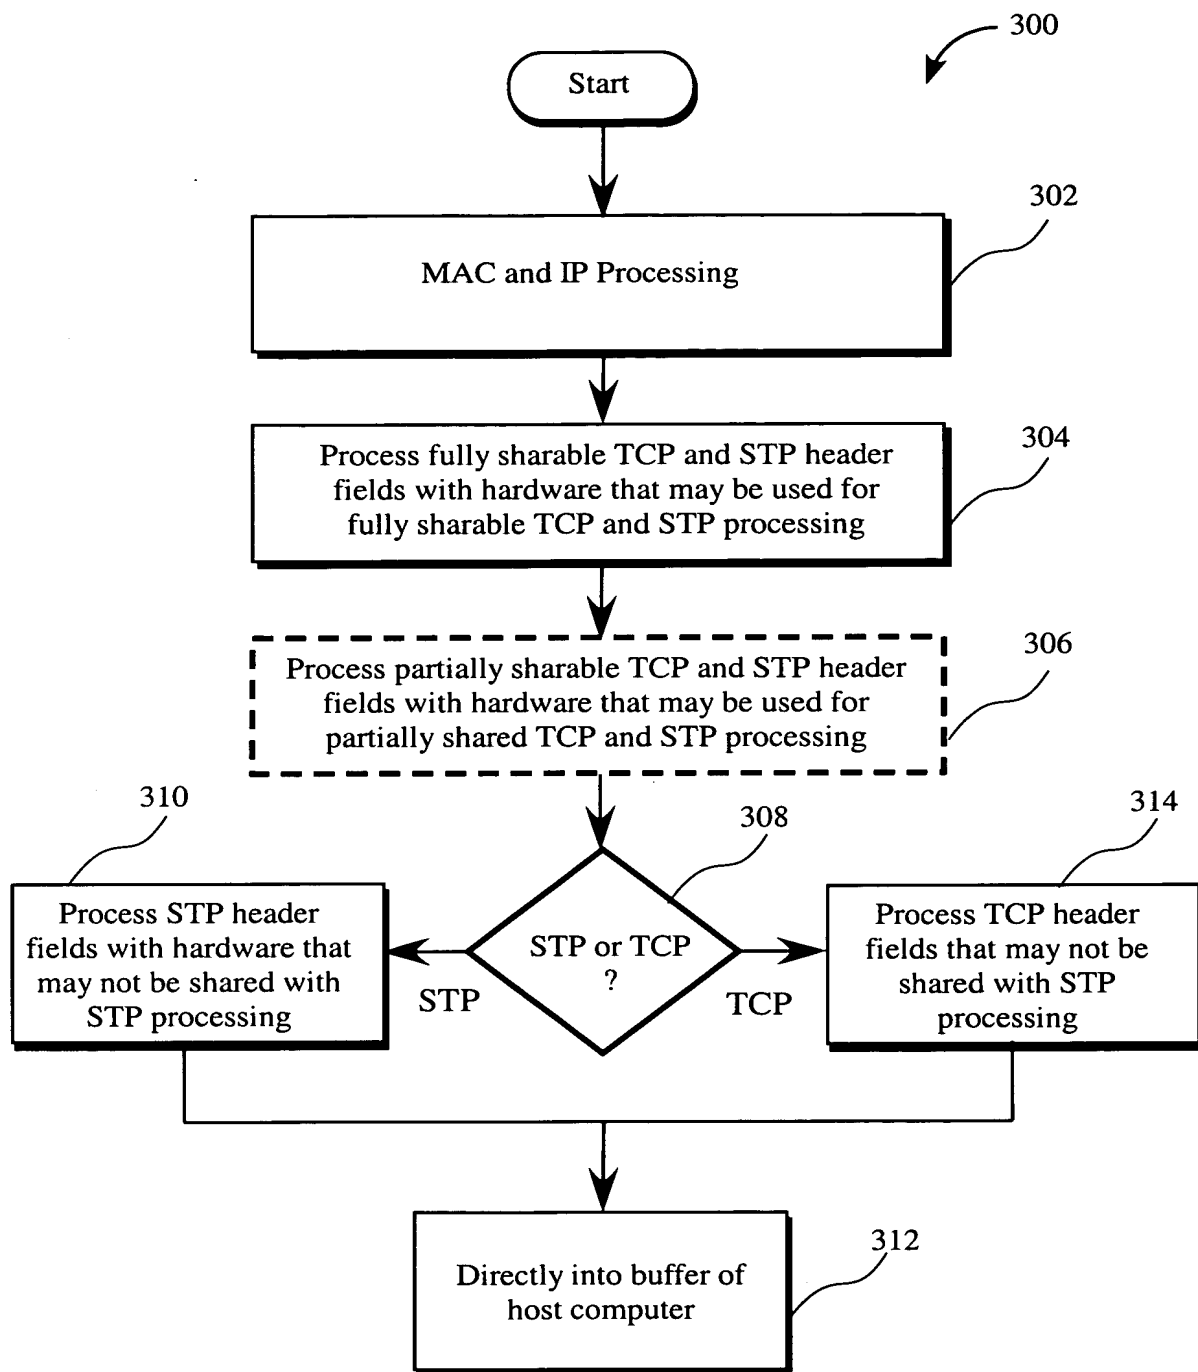 300
Start
302
MAC and IP Processing
304
Process fully sharable TCP and STP header
fields with hardware that may be used for
fully sharable TCP and STP processing
306
Process partially sharable TCP and STP header
fields with hardware that may be used for
partially shared TCP and STP processing
310
308
314
Process STP header
fields with hardware that
may not be shared with
STP processing
STP or TCP
?
STP
TCP
Process TCP header
fields that may not be
shared with STP
processing
312
Directly into buffer of
host computer